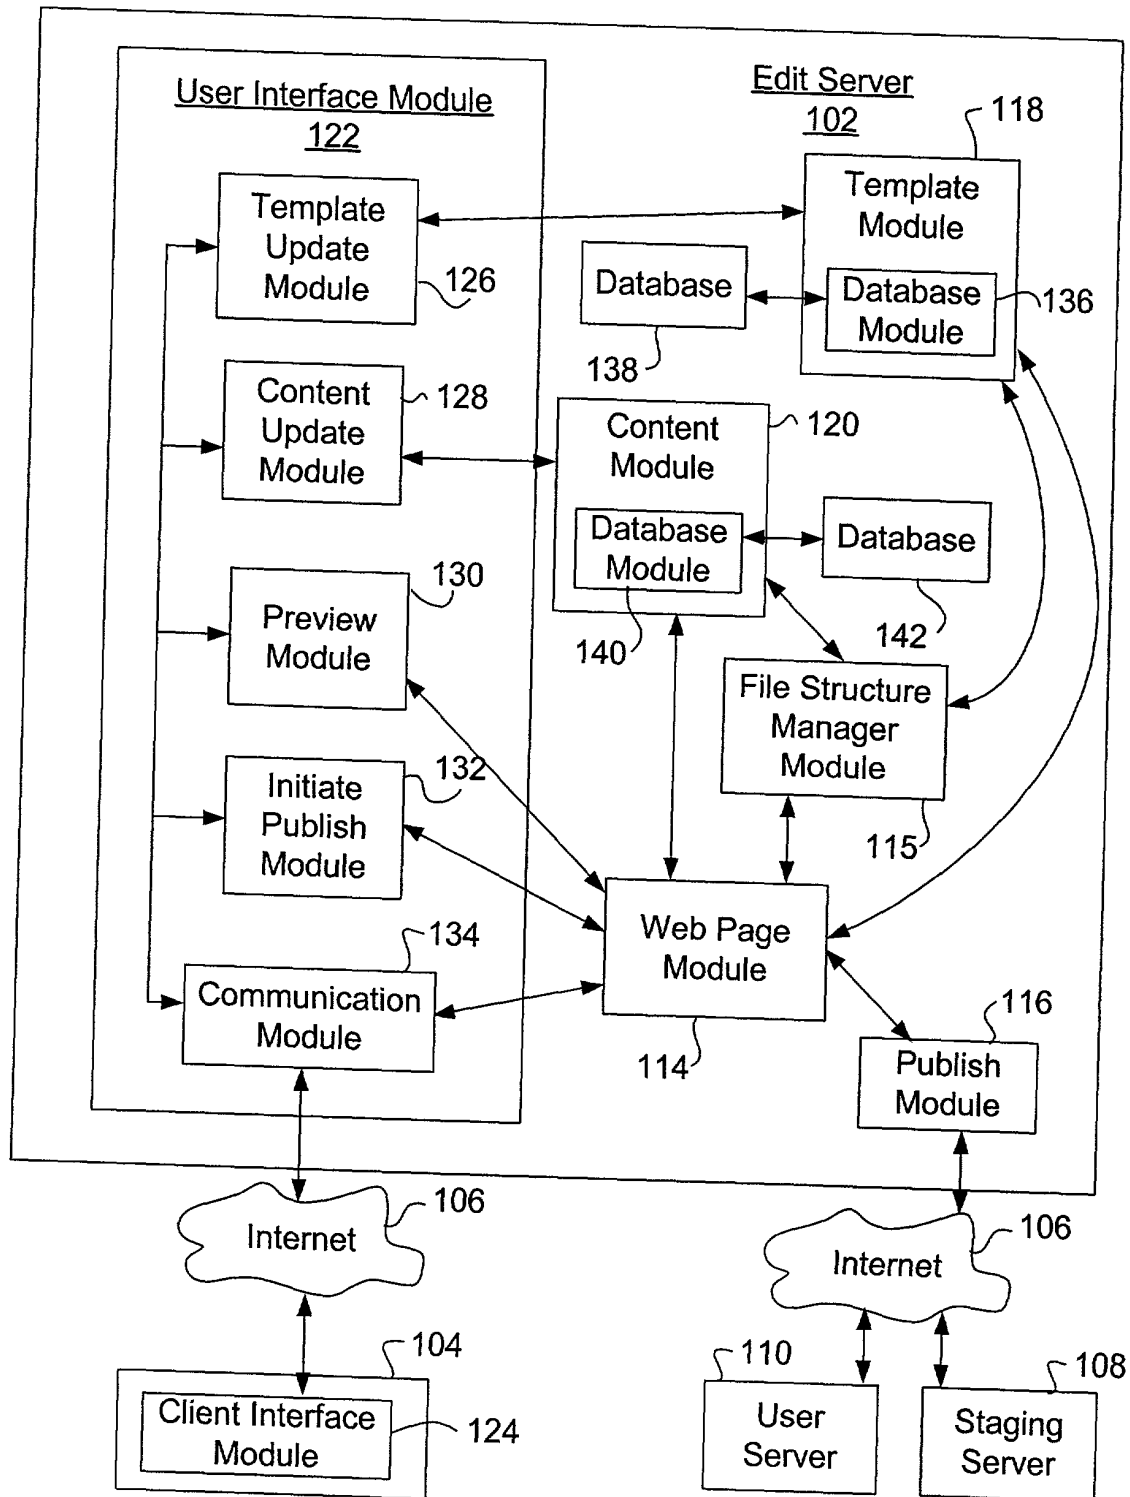 User Interface Module
122
Edit Server
102
118
Template
Update
Module
126
Template
Module
Database
Module
136
Database
138
Content
Update
Module
128
Content
Module
120
Database
Module
140
Database
142
Preview
Module
130
File Structure
Manager
Module
115
Initiate
Publish
Module
132
Web Page
Module
114
134
Communication
Module
116
Publish
Module
Internet
106
Internet
106
104
Client Interface
Module
124
110
User
Server
108
Staging
Server